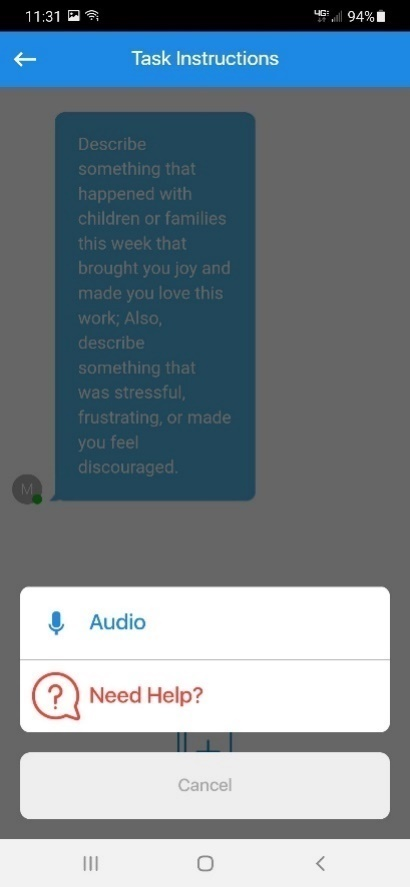 11:31 4G 94%
Task Instructions
Describe
something that
happened with
children or families
this week that
brought you joy and
made you love this
work; Also,
describe
something that
was stressful,
frustrating, or made
you feel
discouraged.
M
Audio
? Need Help?
Cancel